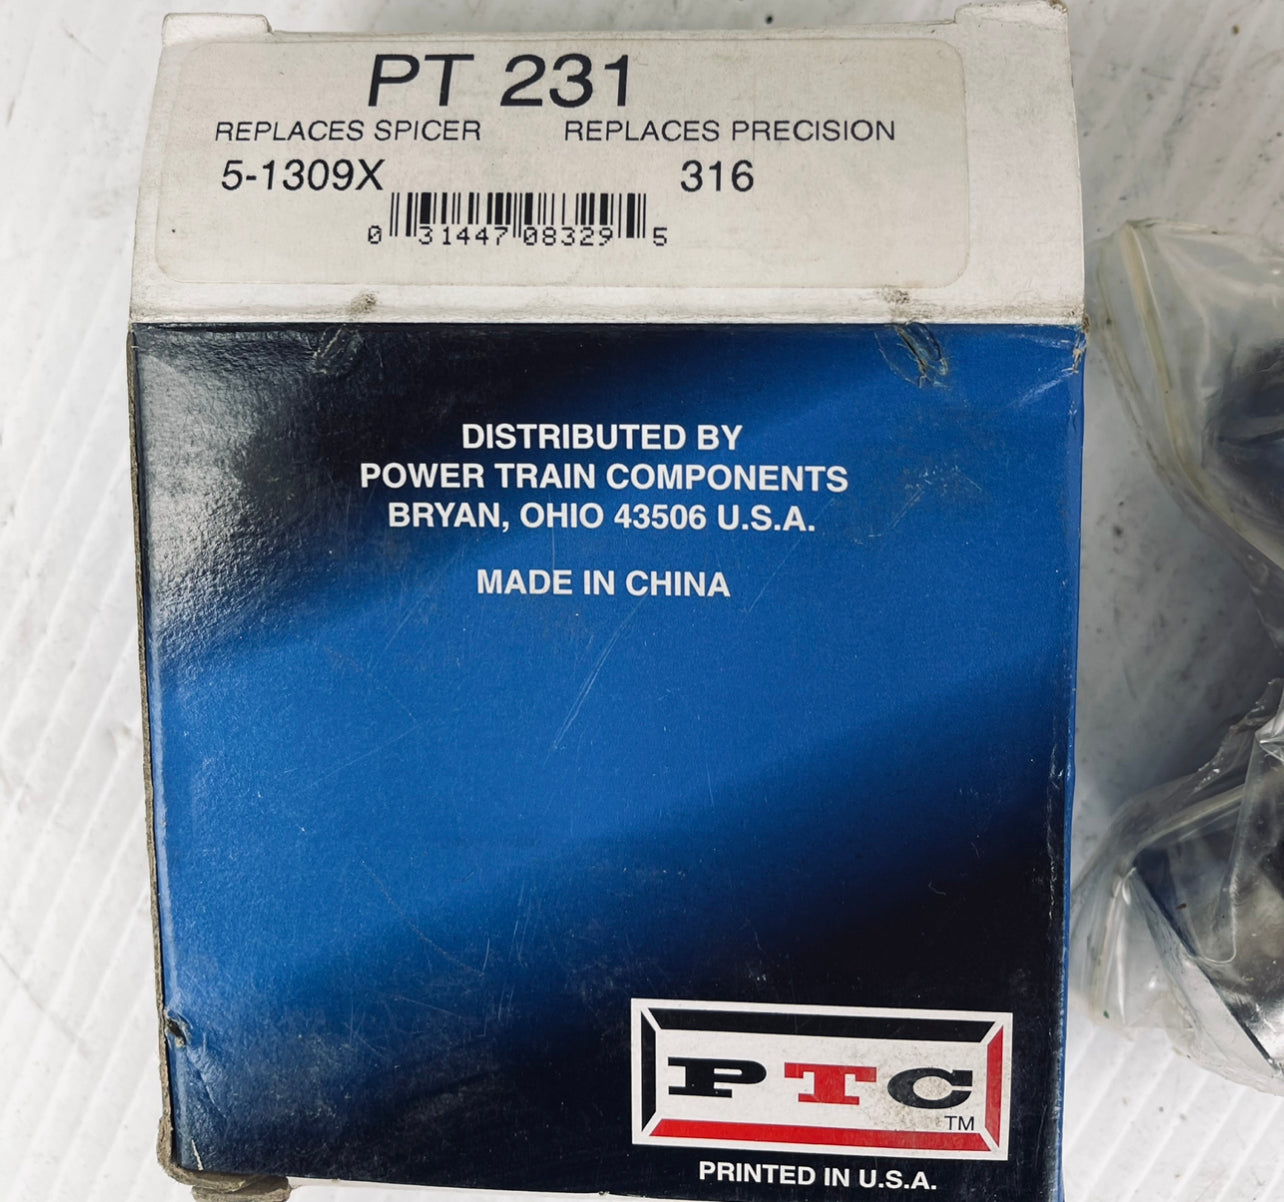 PT 231
REPLACES SPICER REPLACES PRECISION
5-1309X 316
0 31447 08329 5
DISTRIBUTED BY
POWER TRAIN COMPONENTS
BRYAN, OHIO 43506 U.S.A.
MADE IN CHINA
PTC
TM
PRINTED IN U.S.A.